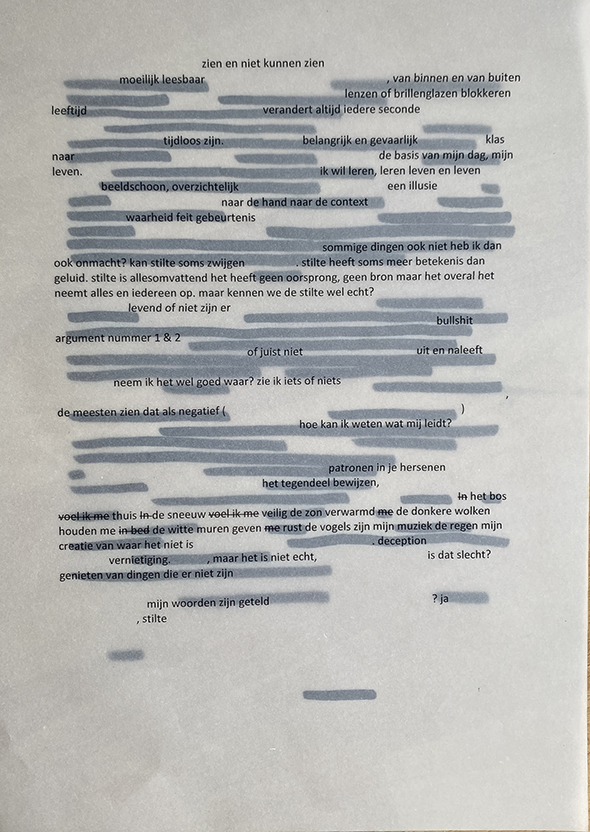 zien en niet kunnen zien
moeilijk leesbaar , van binnen en van buiten
lenzen of brillenglazen blokkeren
leeftijd verandert altijd iedere seconde
tijdloos zijn. belangrijk en gevaarlijk klas
naar de basis van mijn dag, mijn
leven. ik wil leren, leren leven en leven
beeldschoon, overzichtelijk een illusie
naar de hand naar de context
waarheid feit gebeurtenis
sommige dingen ook niet heb ik dan
ook onmacht? kan stilte soms zwijgen . stilte heeft soms meer betekenis dan
geluid. stilte is allesomvattend het heeft geen oorsprong, geen bron maar het overal het
neemt alles en iedereen op. maar kennen we de stilte wel echt?
levend of niet zijn er
bullshit
argument nummer 1 & 2
of juist niet uit en naleeft
neem ik het wel goed waar? zie ik iets of niets
,
de meesten zien dat als negatief ( )
hoe kan ik weten wat mij leidt?
patronen in je hersenen
het tegendeel bewijzen,
In het bos
voel ik me thuis In de sneeuw voel ik me veilig de zon verwarmd me de donkere wolken
houden me in bed de witte muren geven me rust de vogels zijn mijn muziek de regen mijn
creatie van waar het niet is . deception
vernietiging. , maar het is niet echt, is dat slecht?
genieten van dingen die er niet zijn
mijn woorden zijn geteld ? ja
, stilte